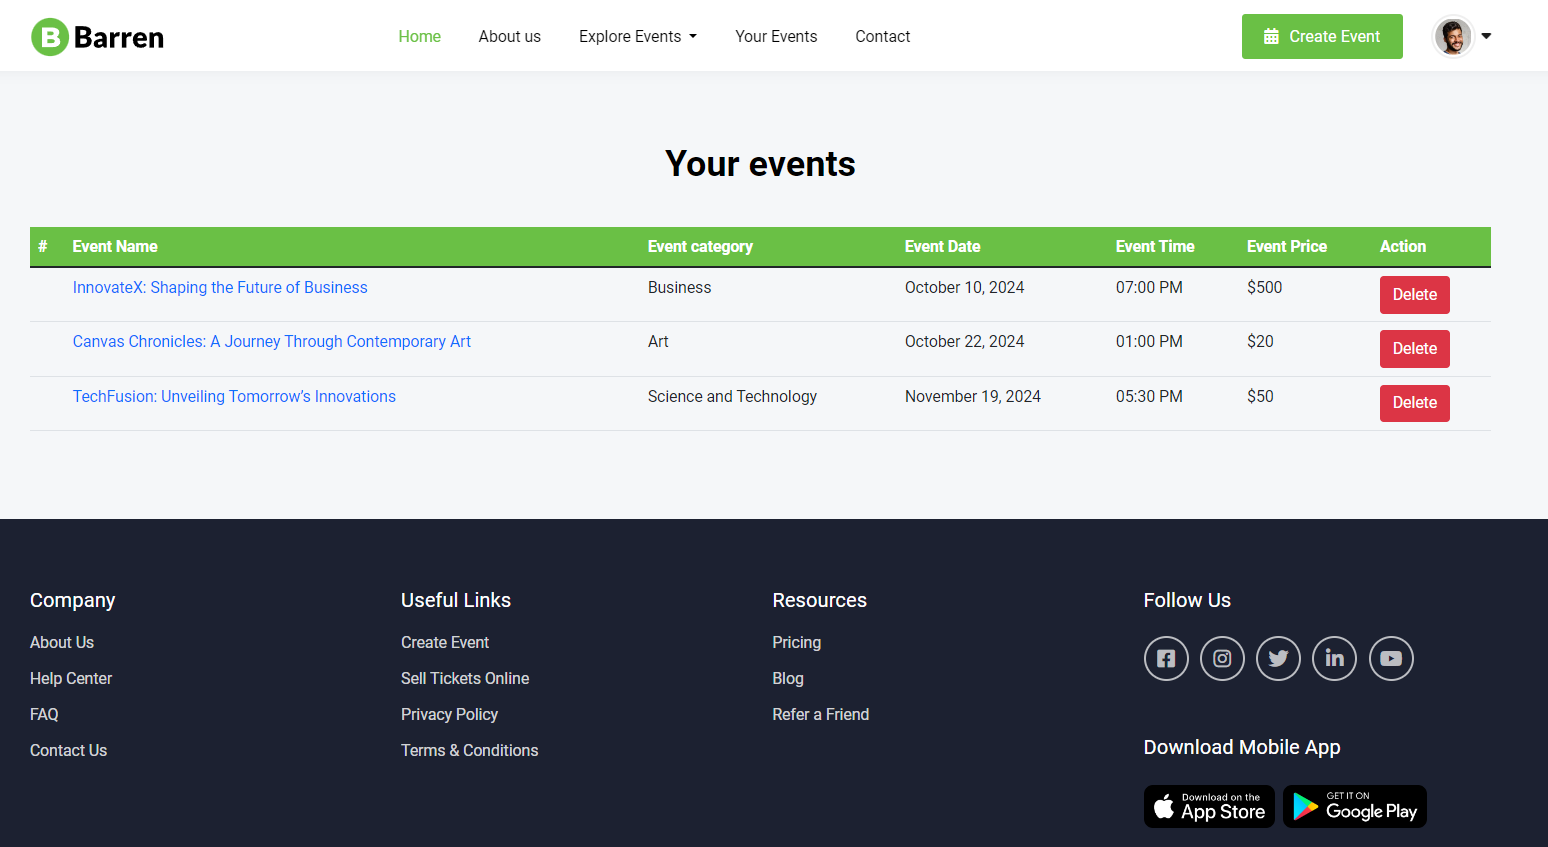 B Barren
Home About us Explore Events Your Events Contact Create Event
Your events
# Event Name Event category Event Date Event Time Event Price Action
InnovateX: Shaping the Future of Business Business October 10, 2024 07:00 PM $500 Delete
Canvas Chronicles: A Journey Through Contemporary Art Art October 22, 2024 01:00 PM $20 Delete
TechFusion: Unveiling Tomorrow’s Innovations Science and Technology November 19, 2024 05:30 PM $50 Delete
Company
About Us
Help Center
FAQ
Contact Us
Useful Links
Create Event
Sell Tickets Online
Privacy Policy
Terms & Conditions
Resources
Pricing
Blog
Refer a Friend
Follow Us
Download Mobile App
Download on the
App Store
GET IT ON
Google Play